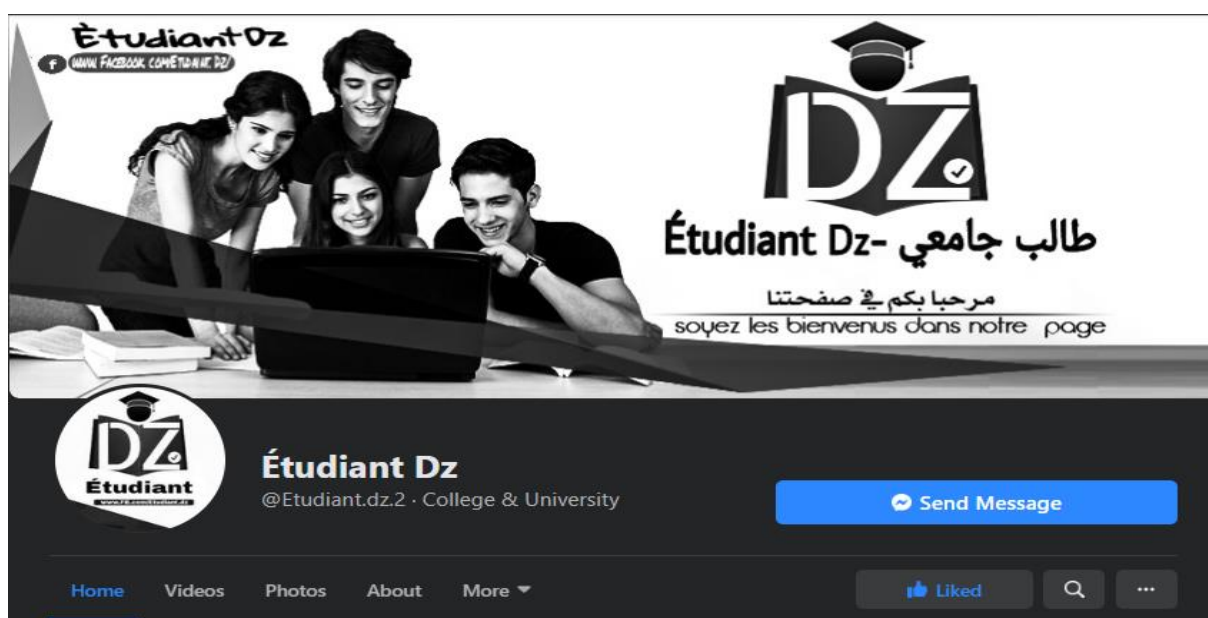 ÈtudiantDz
f www.Facebook.com/Etudiant.Dz/
DZ
Étudiant Dz- طالب جامعي
مرحبا بكم في صفحتنا
soyez les bienvenus dans notre page
DZ
Étudiant
Étudiant Dz
@Etudiant.dz.2 · College & University
Send Message
Home Videos Photos About More
Liked